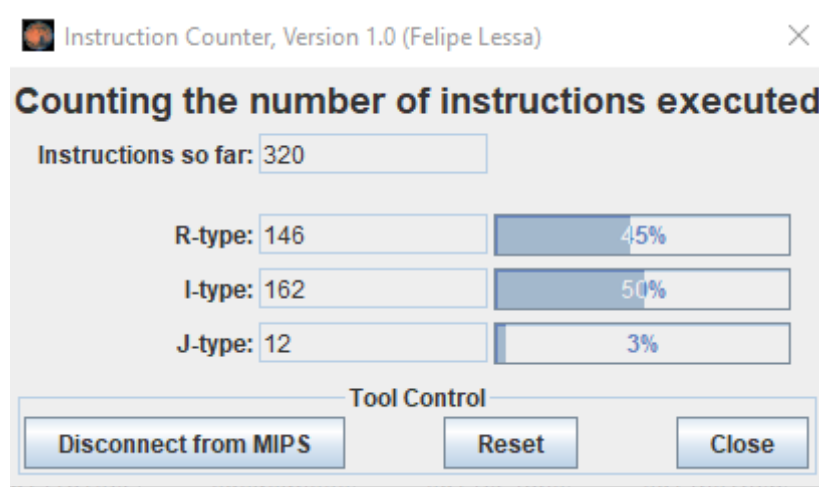 Instruction Counter, Version 1.0 (Felipe Lessa)
Counting the number of instructions executed
Instructions so far: 320
R-type: 146 45%
I-type: 162 50%
J-type: 12 3%
Tool Control
Disconnect from MIPS Reset Close